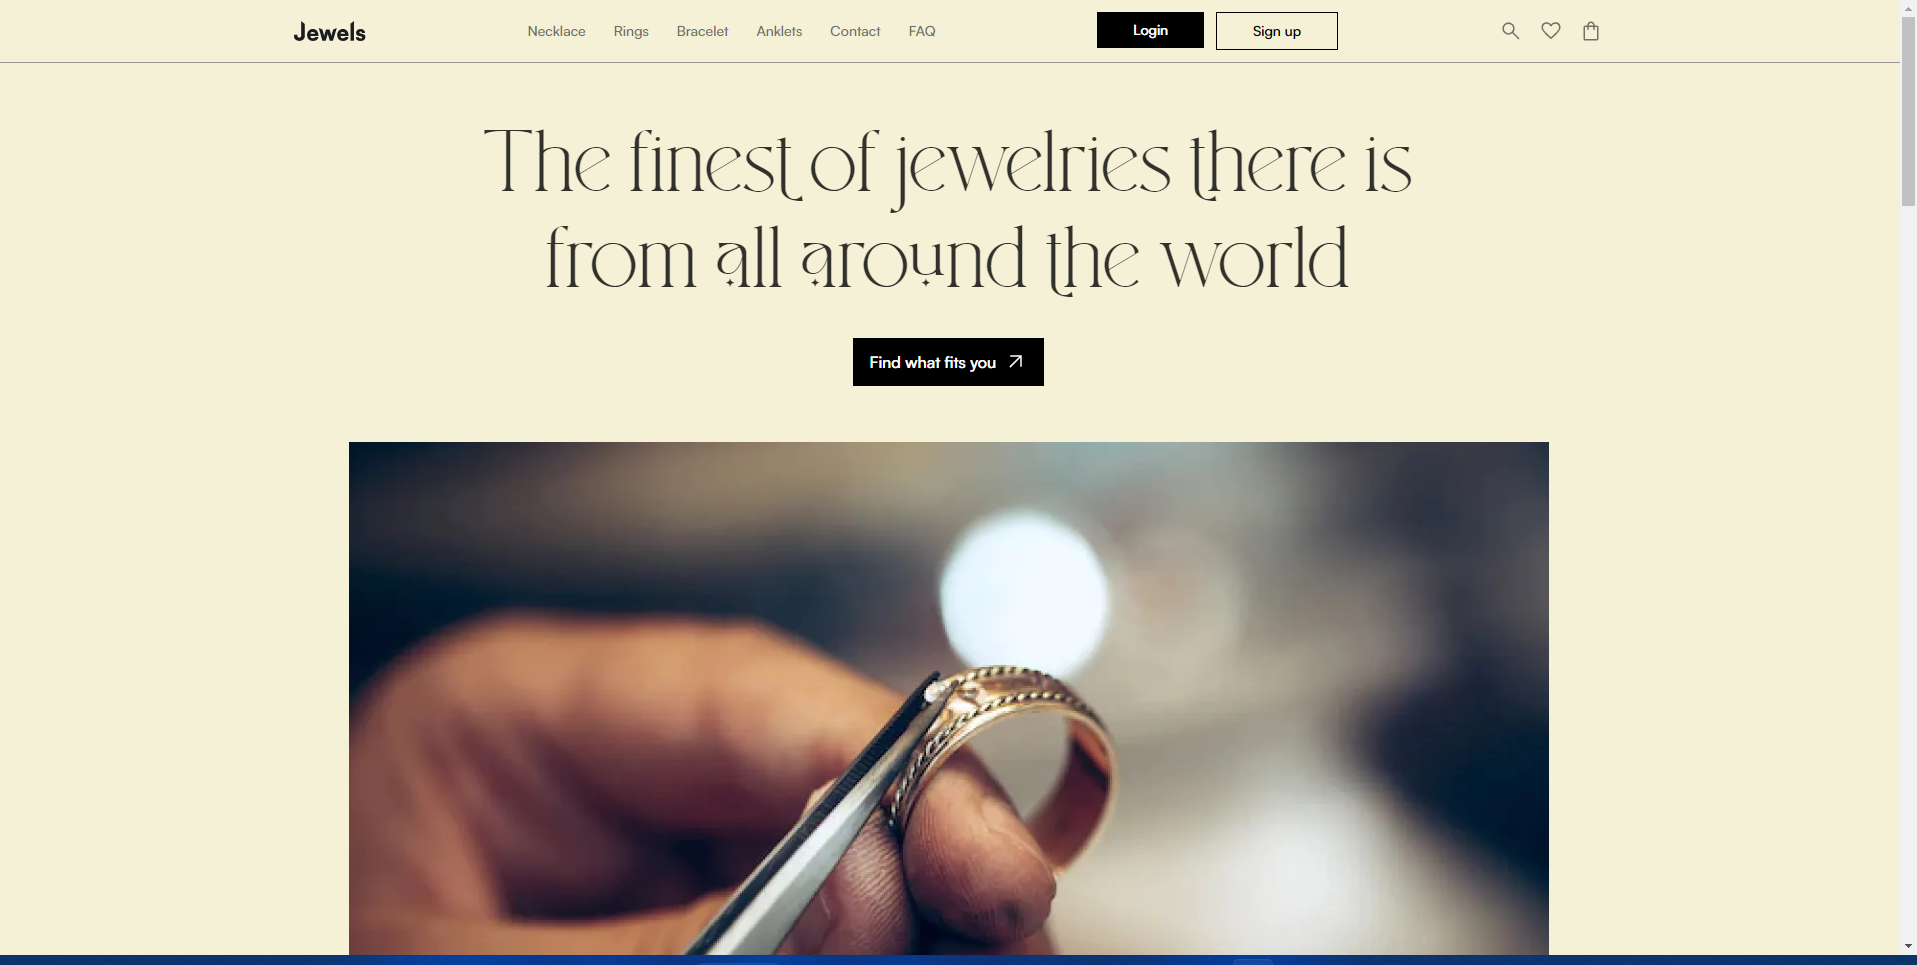 Jewels Necklace Rings Bracelet Anklets Contact FAQ Login Sign up
The finest of jewelries there is
from all around the world
Find what fits you